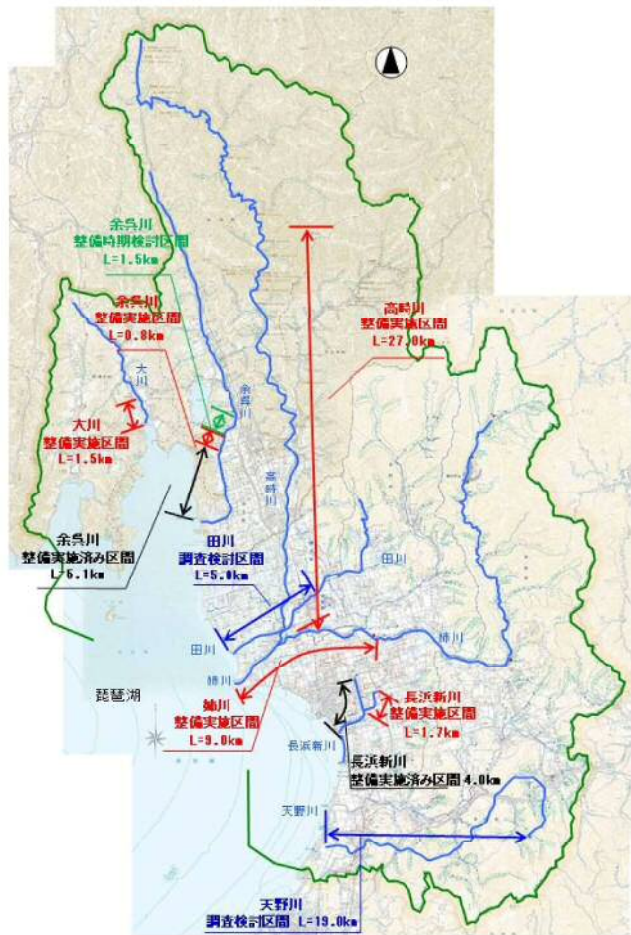 余呉川
整備時期検討区間
L=1.5km
余呉川
整備実施区間
L=0.8km
高時川
整備実施区間
L=27.0km
大川
余呉川
大川
整備実施区間
L=1.5km
高時川
余呉川
整備実施済み区間
L=5.1km
田川
調査検討区間
L=5.0km
田川
田川
姉川
姉川
琵琶湖
姉川
整備実施区間
L=9.0km
長浜新川
整備実施区間
L=1.7km
長浜新川
長浜新川
整備実施済み区間 4.0km
天野川
天野川
調査検討区間 L=19.0km